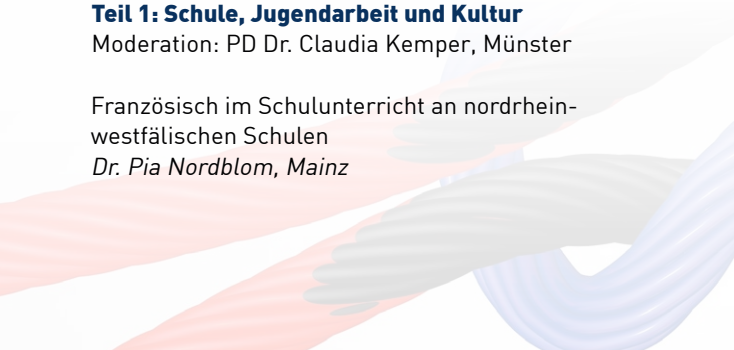 Teil 1: Schule, Jugendarbeit und Kultur
Moderation: PD Dr. Claudia Kemper, Münster
Französisch im Schulunterricht an nordrhein-
westfälischen Schulen
Dr. Pia Nordblom, Mainz